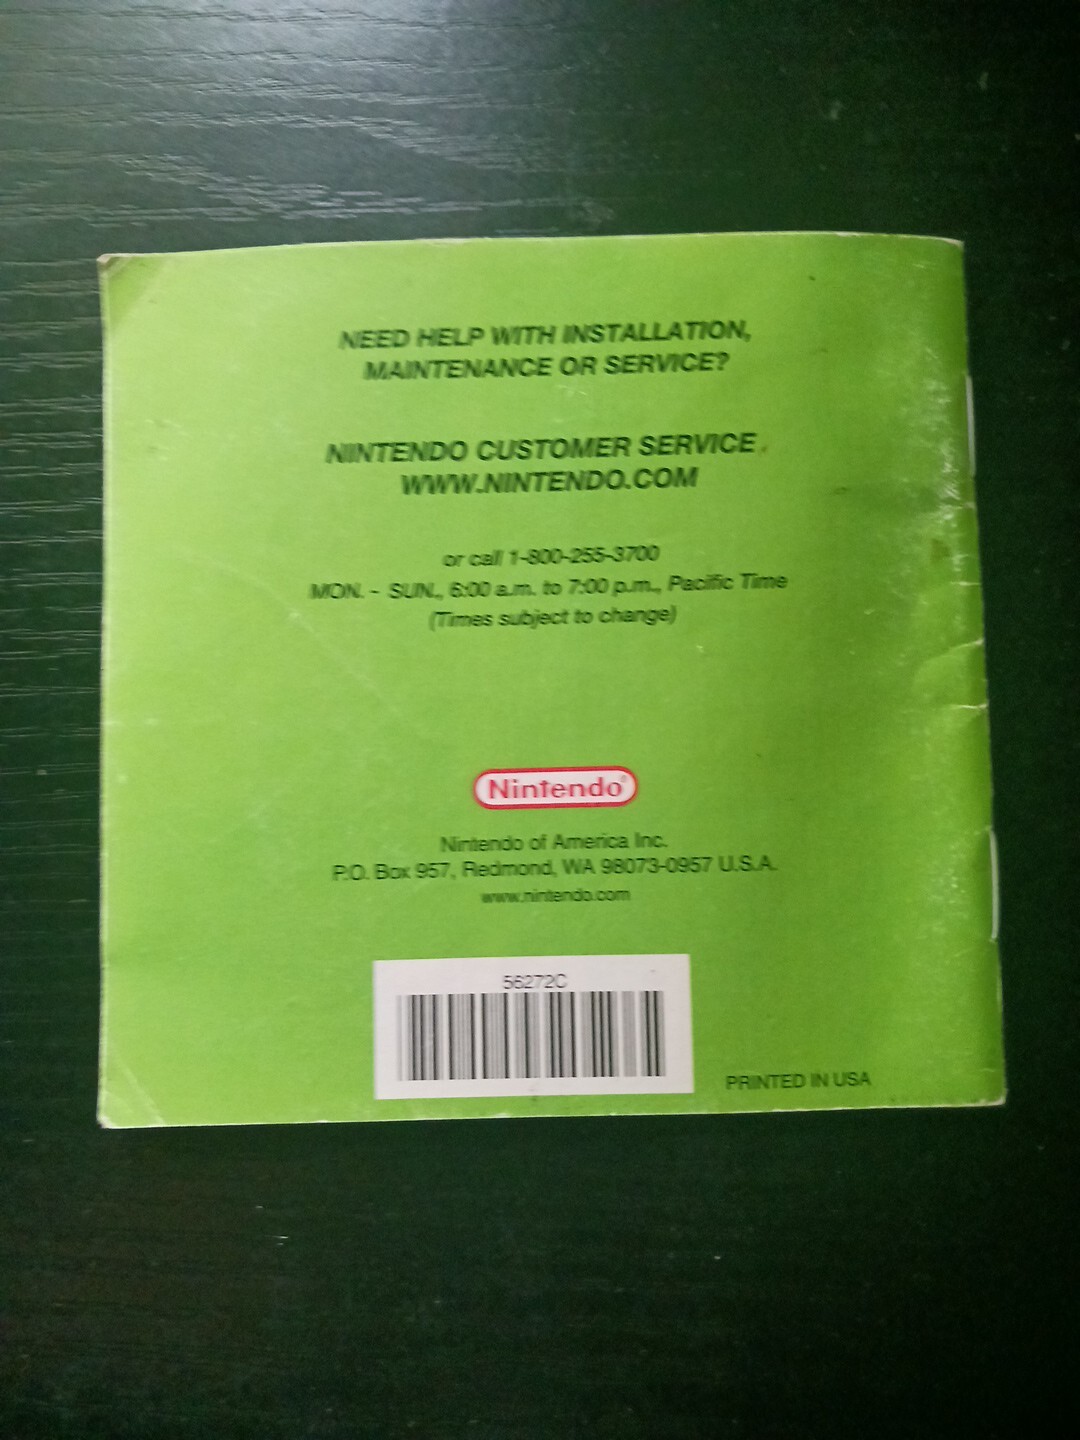 NEED HELP WITH INSTALLATION,
MAINTENANCE OR SERVICE?
NINTENDO CUSTOMER SERVICE
WWW.NINTENDO.COM
or call 1-800-255-3700
MON. - SUN., 6:00 a.m. to 7:00 p.m., Pacific Time
(Times subject to change)
Nintendo®
Nintendo of America Inc.
P.O. Box 957, Redmond, WA 98073-0957 U.S.A.
www.nintendo.com
56272C
PRINTED IN USA